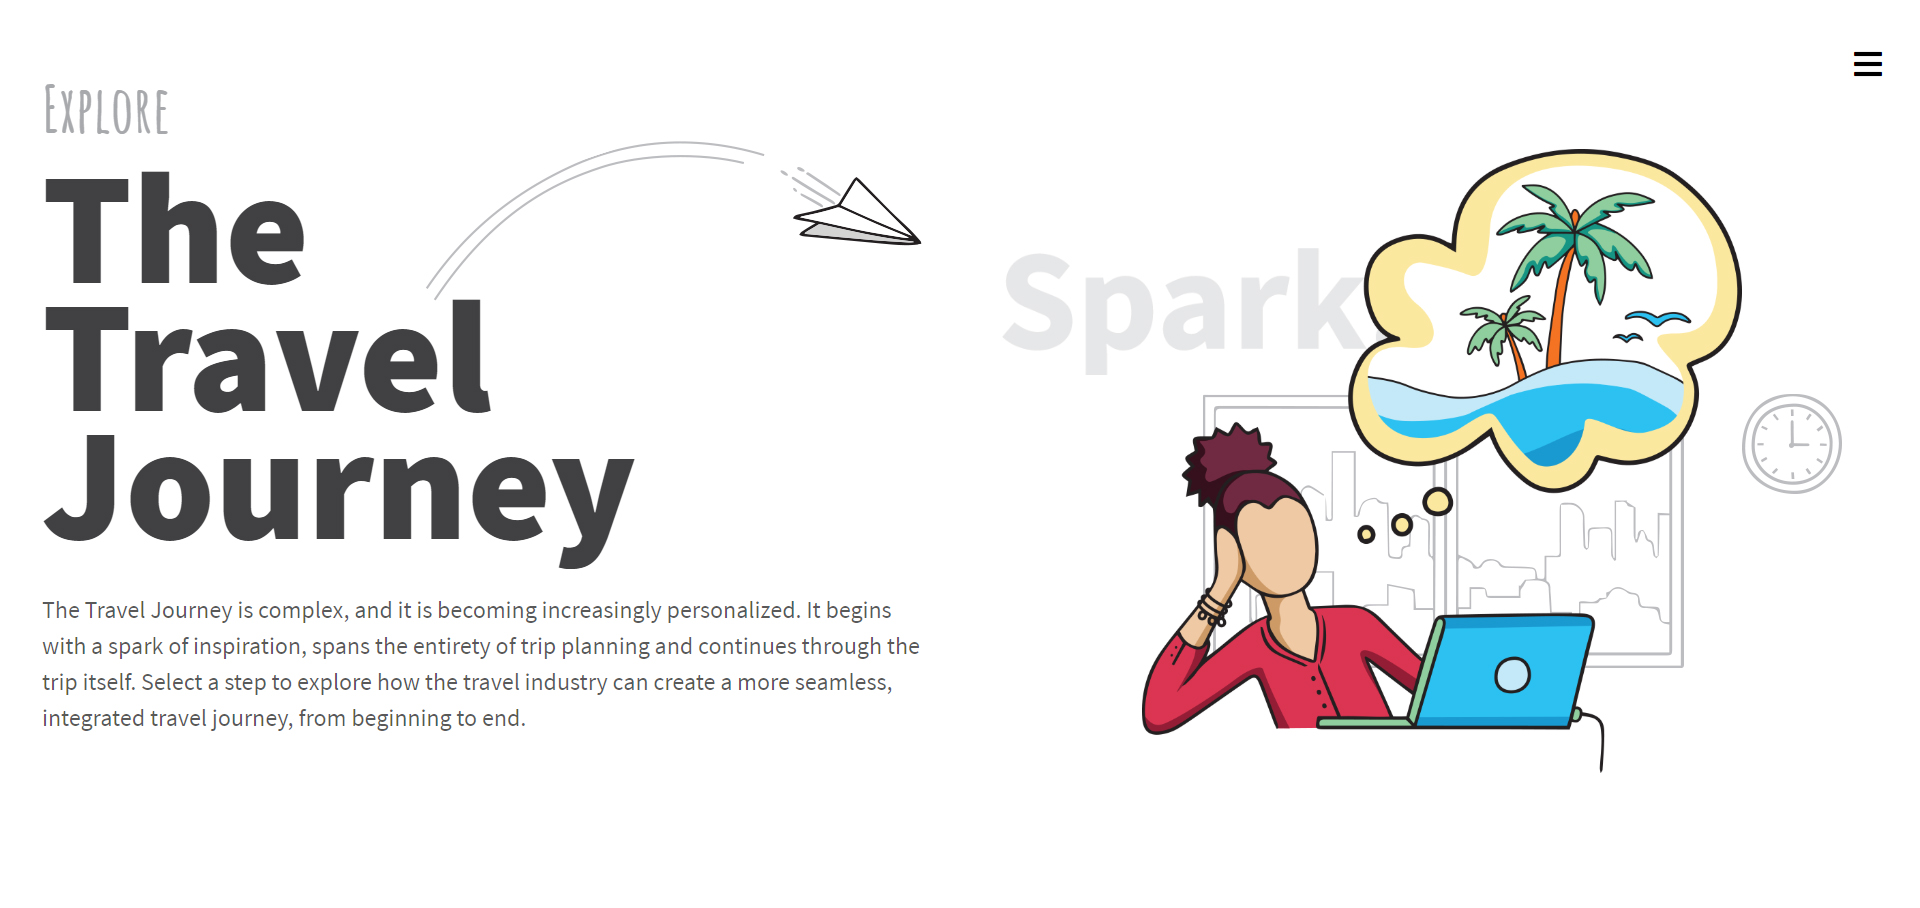 EXPLORE
The
Travel
Journey
The Travel Journey is complex, and it is becoming increasingly personalized. It begins
with a spark of inspiration, spans the entirety of trip planning and continues through the
trip itself. Select a step to explore how the travel industry can create a more seamless,
integrated travel journey, from beginning to end.
Spark